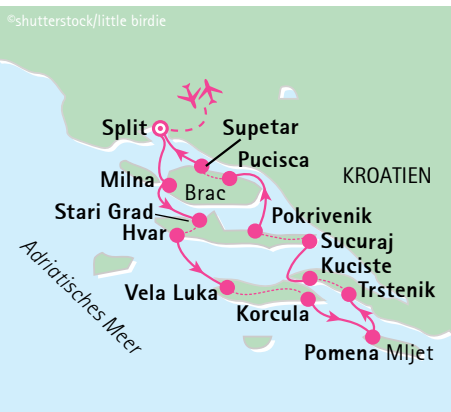 ©shutterstock/little birdie
Split
Supetar
Pucisca
Milna
Brac
KROATIEN
Stari Grad
Hvar
Pokrivenik
Sucuraj
Kuciste
Adriatisches Meer
Vela Luka
Trstenik
Korcula
Pomena Mljet